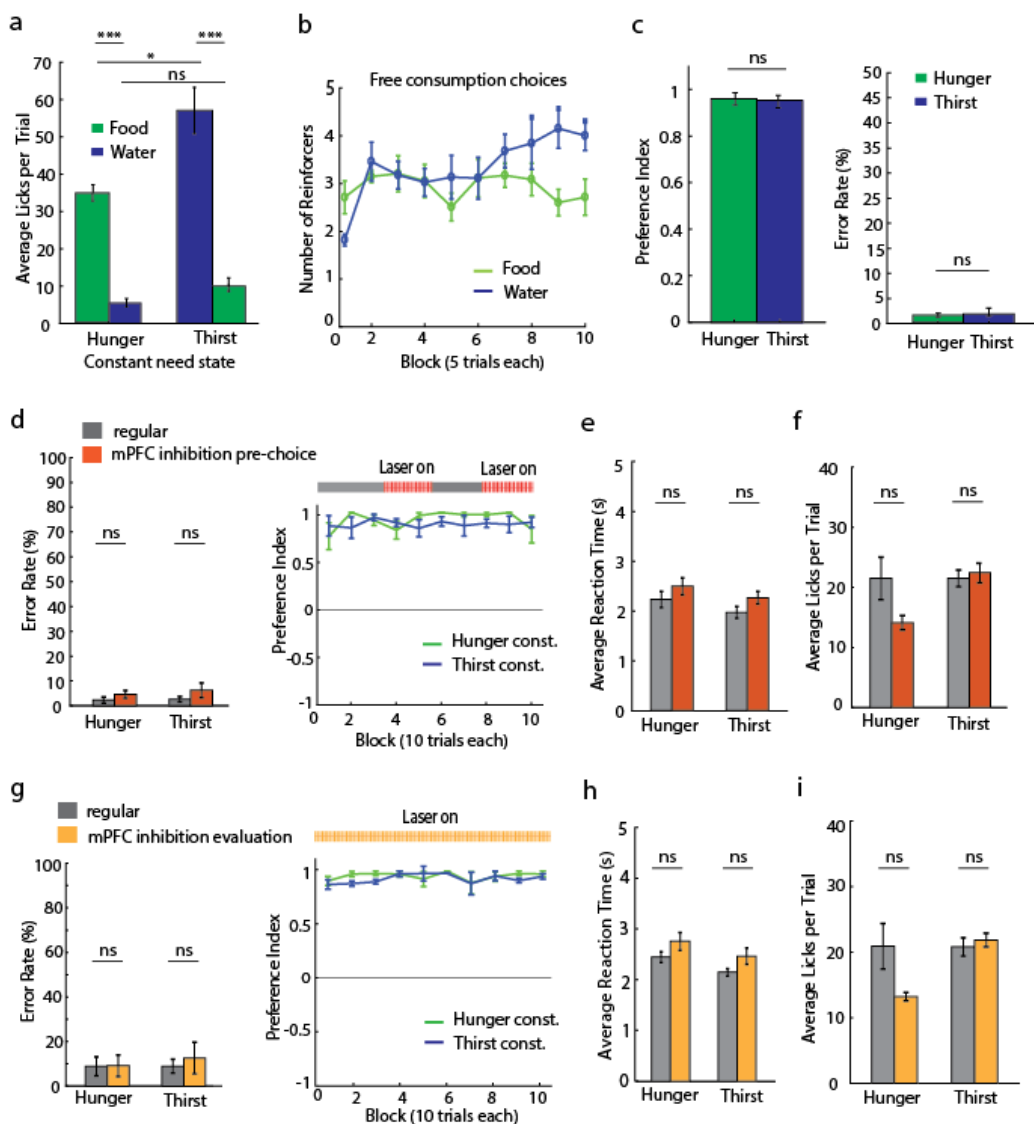 a
***
***
*
ns
70
60
50
40
30
20
10
0
Average Licks per Trial
Food
Water
Hunger
Thirst
Constant need state
b
Free consumption choices
5
4
3
2
1
0
Number of Reinforcers
Food
Water
2
4
6
8
10
Block (5 trials each)
c
ns
1
0.8
0.6
0.4
0.2
0
Preference Index
Hunger Thirst
50
45
40
35
30
25
20
15
10
5
0
Error Rate (%)
Hunger
Thirst
ns
Hunger Thirst
d
regular
mPFC inhibition pre-choice
100
90
80
70
60
50
40
30
20
10
0
Error Rate (%)
ns
ns
Hunger
Thirst
Laser on
Laser on
1
0.5
0
-0.5
-1
Preference Index
Hunger const.
Thirst const.
0
2
4
6
8
10
Block (10 trials each)
e
5
4
3
2
1
0
Average Reaction Time (s)
ns
ns
Hunger
Thirst
f
40
30
20
10
0
Average Licks per Trial
ns
ns
Hunger
Thirst
g
regular
mPFC inhibition evaluation
100
80
60
40
20
0
Error Rate (%)
ns
ns
Hunger
Thirst
Laser on
1
0.5
0
-0.5
-1
Preference Index
Hunger const.
Thirst const.
0
2
4
6
8
10
Block (10 trials each)
h
5
4
3
2
1
0
Average Reaction Time (s)
ns
ns
Hunger
Thirst
i
40
30
20
10
0
Average Licks per Trial
ns
ns
Hunger
Thirst